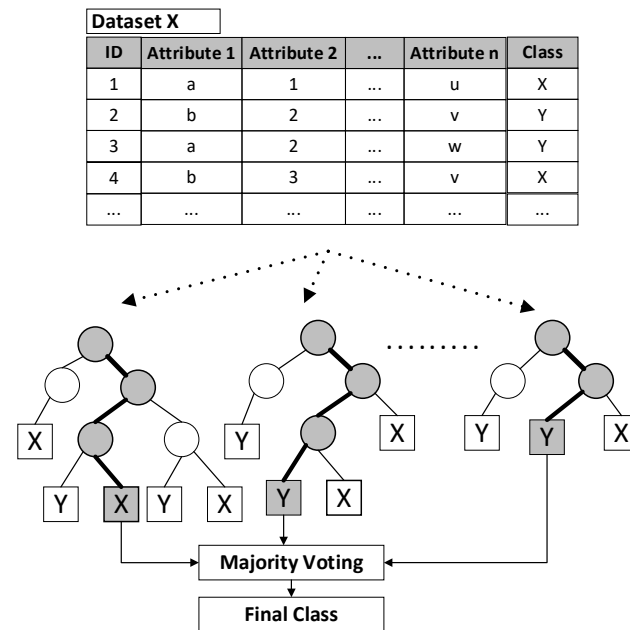 Dataset X
ID Attribute 1 Attribute 2 ... Attribute n Class
1 a 1 ... u X
2 b 2 ... v Y
3 a 2 ... w Y
4 b 3 ... v X
... ... ... ... ... ...
X Y X Y Y X
Y X Y X Y X
Majority Voting
Final Class